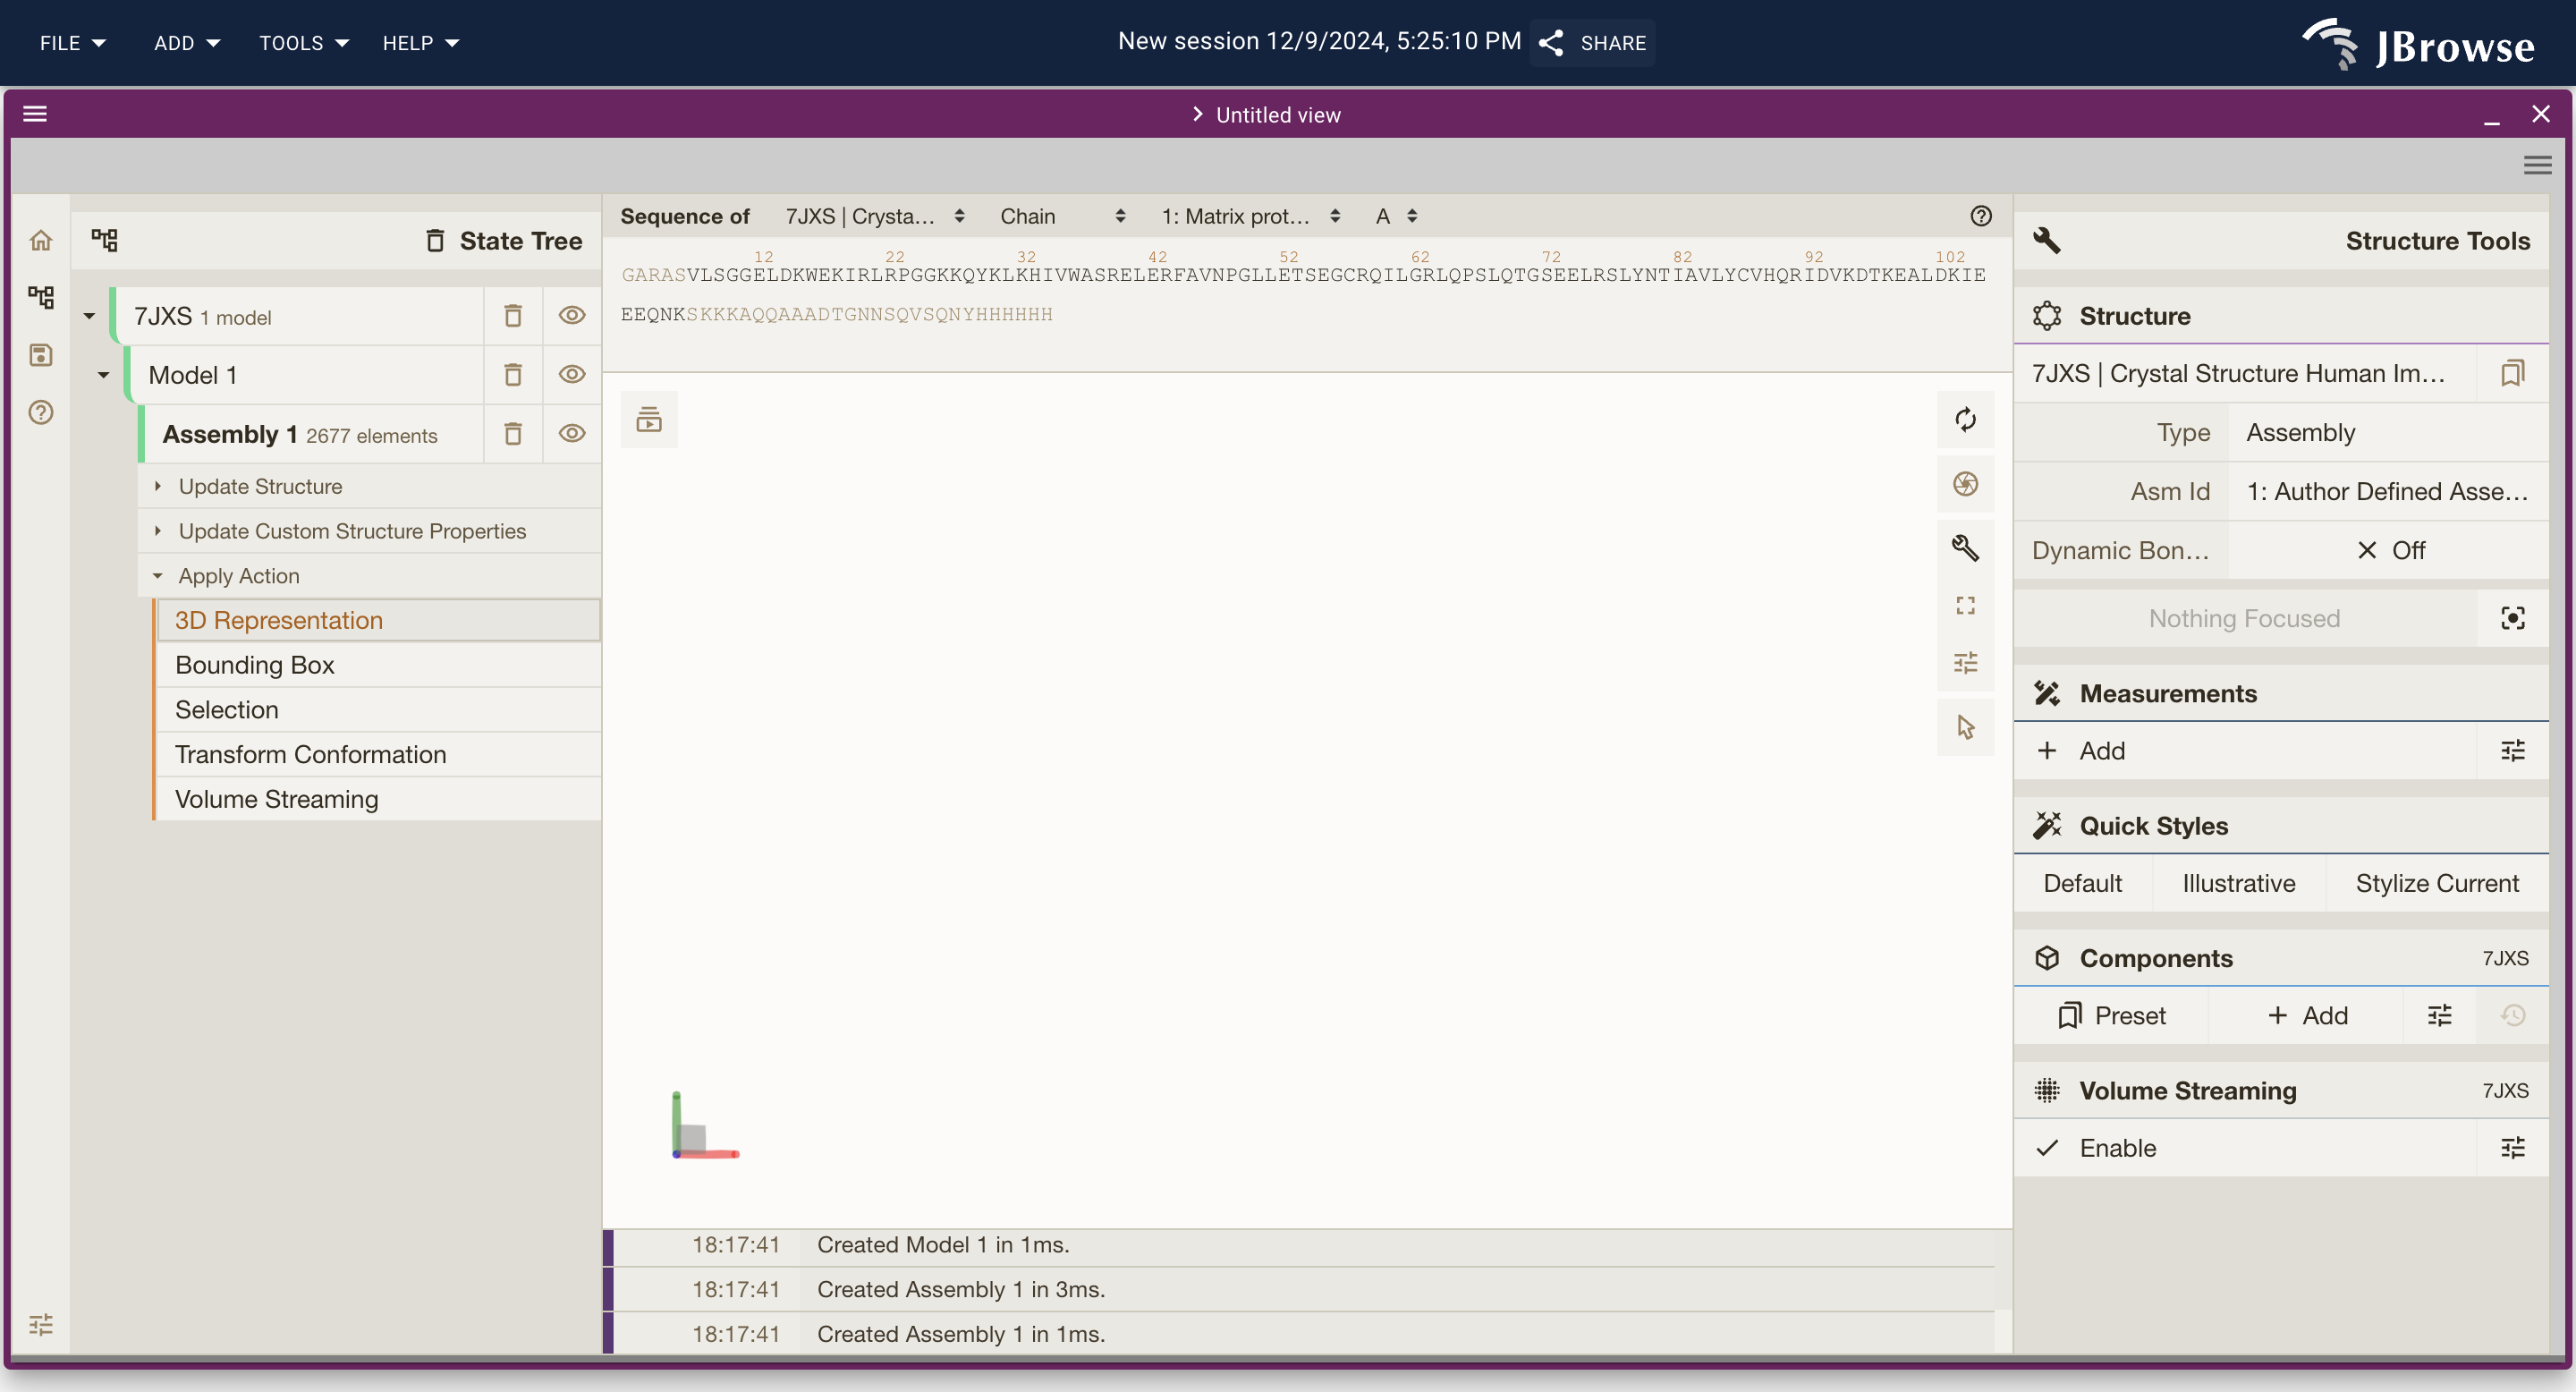 FILE ADD TOOLS HELP New session 12/9/2024, 5:25:10 PM SHARE JBrowse
Untitled view
State Tree
7JXS 1 model
Model 1
Assembly 1 2677 elements
Update Structure
Update Custom Structure Properties
Apply Action
3D Representation
Bounding Box
Selection
Transform Conformation
Volume Streaming
Sequence of 7JXS | Crysta... Chain 1: Matrix prot... A
12 22 32 42 52 62 72 82 92 102
GARASVLSGGELDKWEKIRLRPGGKKQYKLKHIVWASRELERFAVNPGLLETSEGCRQILGRLQPSLQTGSEELRSLYNTIAVLYCVHQRIDVKDTKEALDKIE
EEQNKSKKKAQQAAADTGNNSQVSQNYHHHHHH
18:17:41 Created Model 1 in 1ms.
18:17:41 Created Assembly 1 in 3ms.
18:17:41 Created Assembly 1 in 1ms.
Structure Tools
Structure
7JXS | Crystal Structure Human Im...
Type Assembly
Asm Id 1: Author Defined Asse...
Dynamic Bon... Off
Nothing Focused
Measurements
Add
Quick Styles
Default Illustrative Stylize Current
Components 7JXS
Preset Add
Volume Streaming 7JXS
Enable